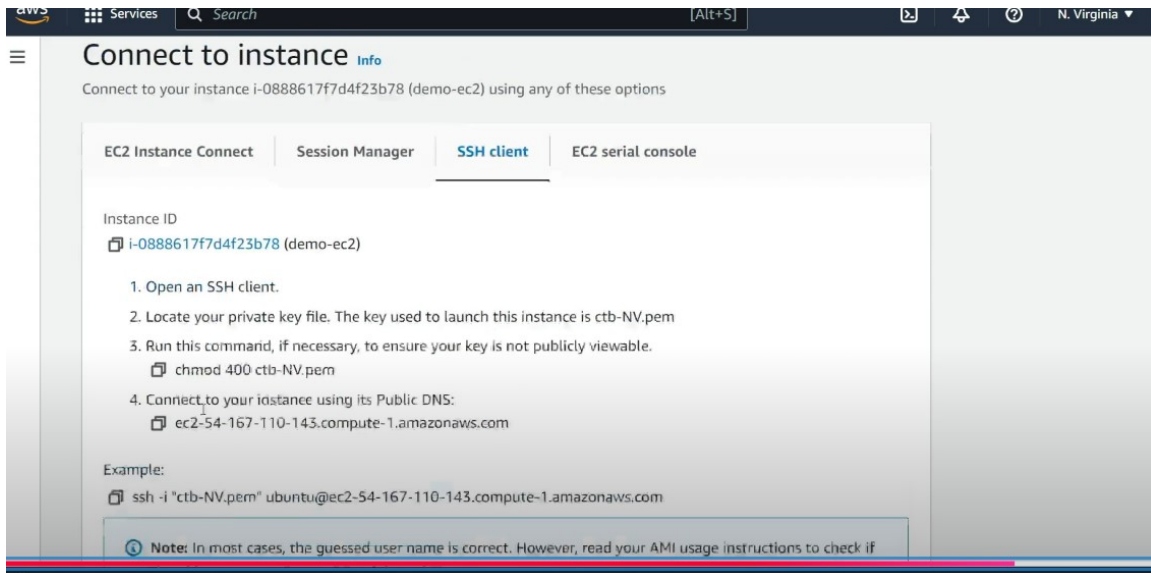 aws
Services
Search
[Alt+S]
N. Virginia
Connect to instance Info
Connect to your instance i-0888617f7d4f23b78 (demo-ec2) using any of these options
EC2 Instance Connect
Session Manager
SSH client
EC2 serial console
Instance ID
i-0888617f7d4f23b78 (demo-ec2)
1. Open an SSH client.
2. Locate your private key file. The key used to launch this instance is ctb-NV.pem
3. Run this command, if necessary, to ensure your key is not publicly viewable.
chmod 400 ctb-NV.pem
4. Connect to your instance using its Public DNS:
ec2-54-167-110-143.compute-1.amazonaws.com
Example:
ssh -i "ctb-NV.pem" ubuntu@ec2-54-167-110-143.compute-1.amazonaws.com
Note: In most cases, the guessed user name is correct. However, read your AMI usage instructions to check if